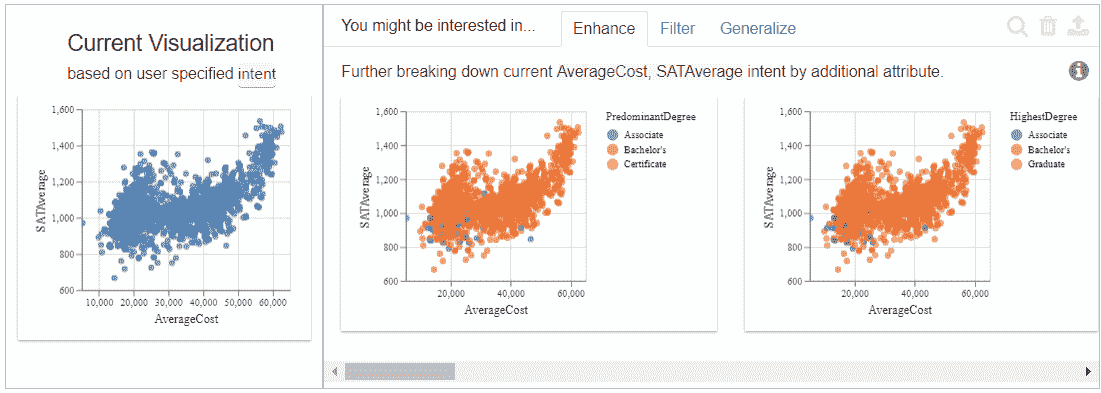 Current Visualization
based on user specified intent
1,600
1,400
1,200
1,000
800
600
SATAverage
10,000 20,000 30,000 40,000 50,000 60,000
AverageCost
You might be interested in... Enhance Filter Generalize
Further breaking down current AverageCost, SATAverage intent by additional attribute.
1,600
1,400
1,200
1,000
800
600
SATAverage
20,000 40,000 60,000
AverageCost
PredominantDegree
Associate
Bachelor's
Certificate
1,600
1,400
1,200
1,000
800
600
SATAverage
20,000 40,000 60,000
AverageCost
HighestDegree
Associate
Bachelor's
Graduate